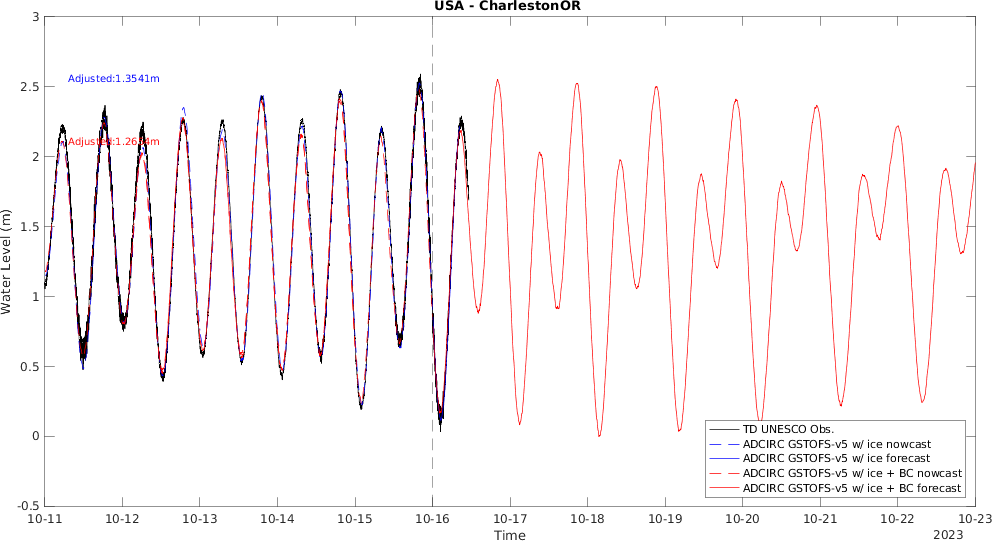 USA - CharlestonOR
3
2.5
2
1.5
1
0.5
0
-0.5
Water Level (m)
Adjusted:1.3541m
10-11
10-12
10-13
10-14
10-15
10-16
10-17
10-18
10-19
10-20
10-21
10-22
10-23
Time
2023
TD UNESCO Obs.
ADCIRC GSTOFS-v5 w/ ice nowcast
ADCIRC GSTOFS-v5 w/ ice forecast
ADCIRC GSTOFS-v5 w/ ice + BC nowcast
ADCIRC GSTOFS-v5 w/ ice + BC forecast